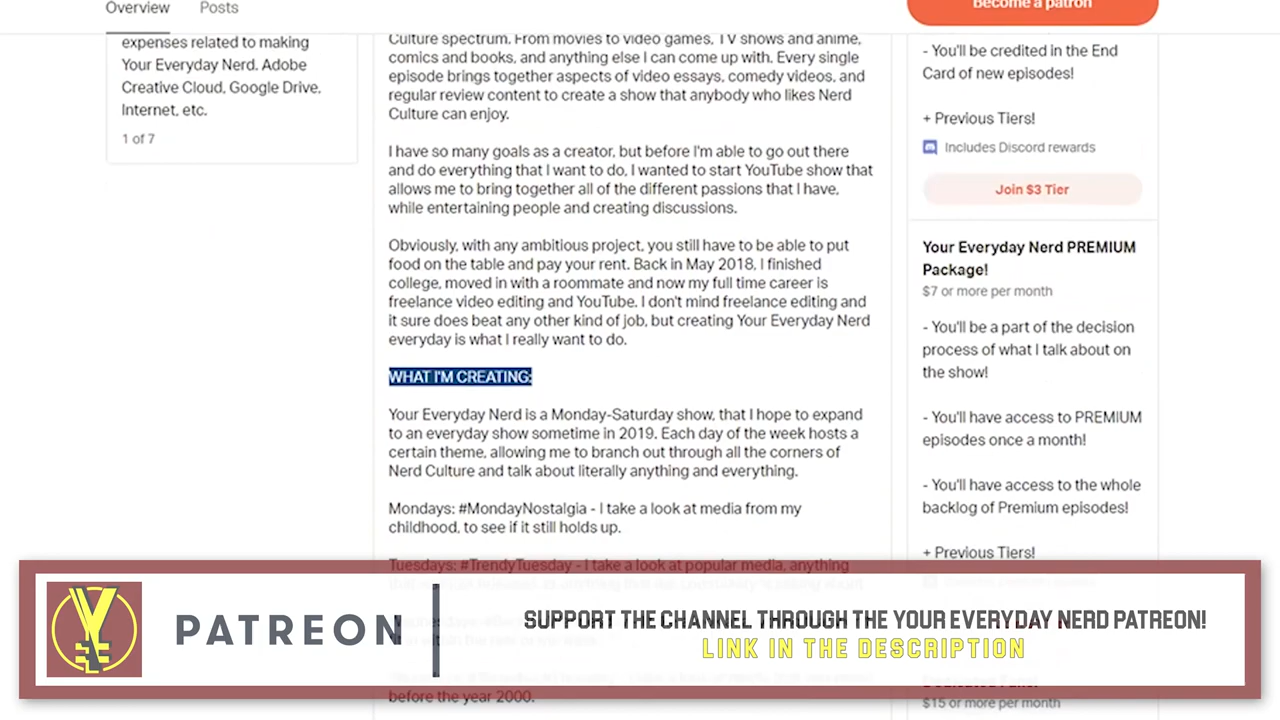 Overview
Posts
Become a patron
expenses related to making
Your Everyday Nerd. Adobe
Creative Cloud, Google Drive,
Internet, etc.
1 of 7
Culture spectrum. From movies to video games, TV shows and anime,
comics and books, and anything else I can come up with. Every single
episode brings together aspects of video essays, comedy videos, and
regular review content to create a show that anybody who likes Nerd
Culture can enjoy.
I have so many goals as a creator, but before I'm able to go out there
and do everything that I want to do, I wanted to start YouTube show that
allows me to bring together all of the different passions that I have,
while entertaining people and creating discussions.
Obviously, with any ambitious project, you still have to be able to put
food on the table and pay your rent. Back in May 2018, I finished
college, moved in with a roommate and now my full time career is
freelance video editing and YouTube. I don't mind freelance editing and
it sure does beat any other kind of job, but creating Your Everyday Nerd
everyday is what I really want to do.
WHAT I'M CREATING:
Your Everyday Nerd is a Monday-Saturday show, that I hope to expand
to an everyday show sometime in 2019. Each day of the week hosts a
certain theme, allowing me to branch out through all the corners of
Nerd Culture and talk about literally anything and everything.
Mondays: #MondayNostalgia - I take a look at media from my
childhood, to see if it still holds up.
Tuesdays: #TrendyTuesday - I take a look at popular media, anything
before the year 2000.
- You'll be credited in the End
Card of new episodes!
+ Previous Tiers!
Includes Discord rewards
Join $3 Tier
Your Everyday Nerd PREMIUM
Package!
$7 or more per month
- You'll be a part of the decision
process of what I talk about on
the show!
- You'll have access to PREMIUM
episodes once a month!
- You'll have access to the whole
backlog of Premium episodes!
+ Previous Tiers!
$15 or more per month
PATREON
SUPPORT THE CHANNEL THROUGH THE YOUR EVERYDAY NERD PATREON!
LINK IN THE DESCRIPTION